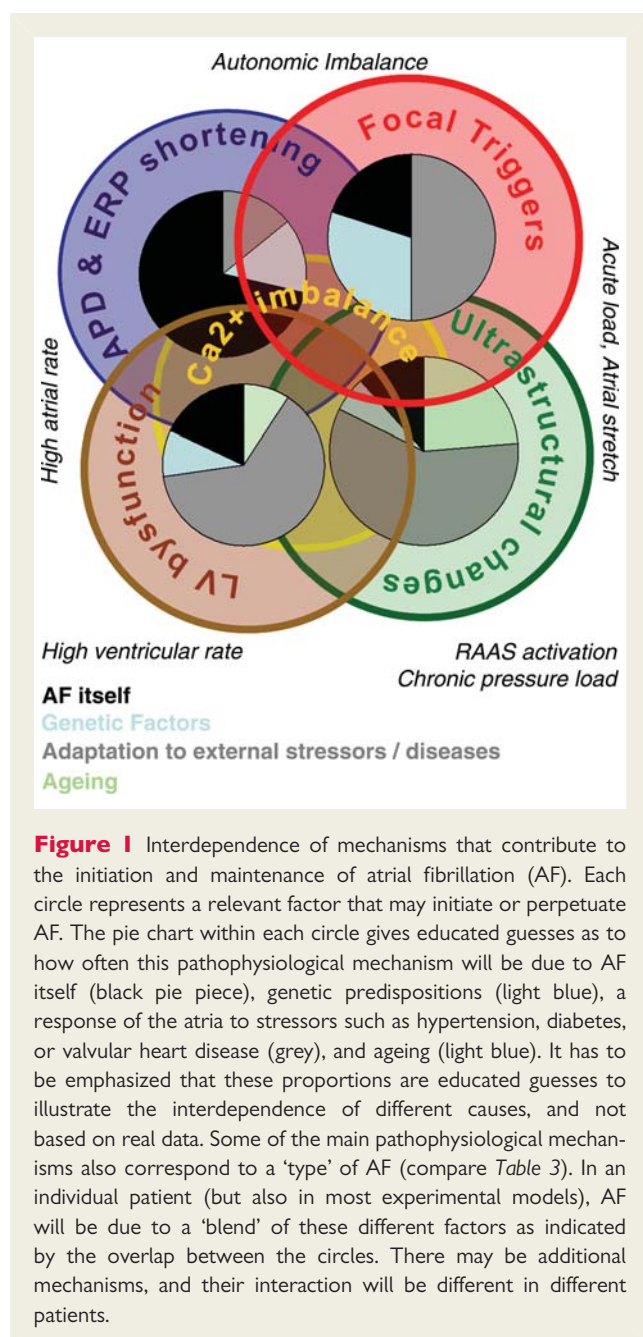 Autonomic Imbalance
APD & ERP shortening
Focal Triggers
Ca2+ imbalance
Ultrastructural changes
LV bysfunction
High atrial rate
Acute load, Atrial stretch
High ventricular rate
RAAS activation
Chronic pressure load
AF itself
Genetic Factors
Adaptation to external stressors / diseases
Ageing
Figure 1 Interdependence of mechanisms that contribute to
the initiation and maintenance of atrial fibrillation (AF). Each
circle represents a relevant factor that may initiate or perpetuate
AF. The pie chart within each circle gives educated guesses as to
how often this pathophysiological mechanism will be due to AF
itself (black pie piece), genetic predispositions (light blue), a
response of the atria to stressors such as hypertension, diabetes,
or valvular heart disease (grey), and ageing (light blue). It has to
be emphasized that these proportions are educated guesses to
illustrate the interdependence of different causes, and not
based on real data. Some of the main pathophysiological mechan-
isms also correspond to a ‘type’ of AF (compare Table 3). In an
individual patient (but also in most experimental models), AF
will be due to a ‘blend’ of these different factors as indicated
by the overlap between the circles. There may be additional
mechanisms, and their interaction will be different in different
patients.